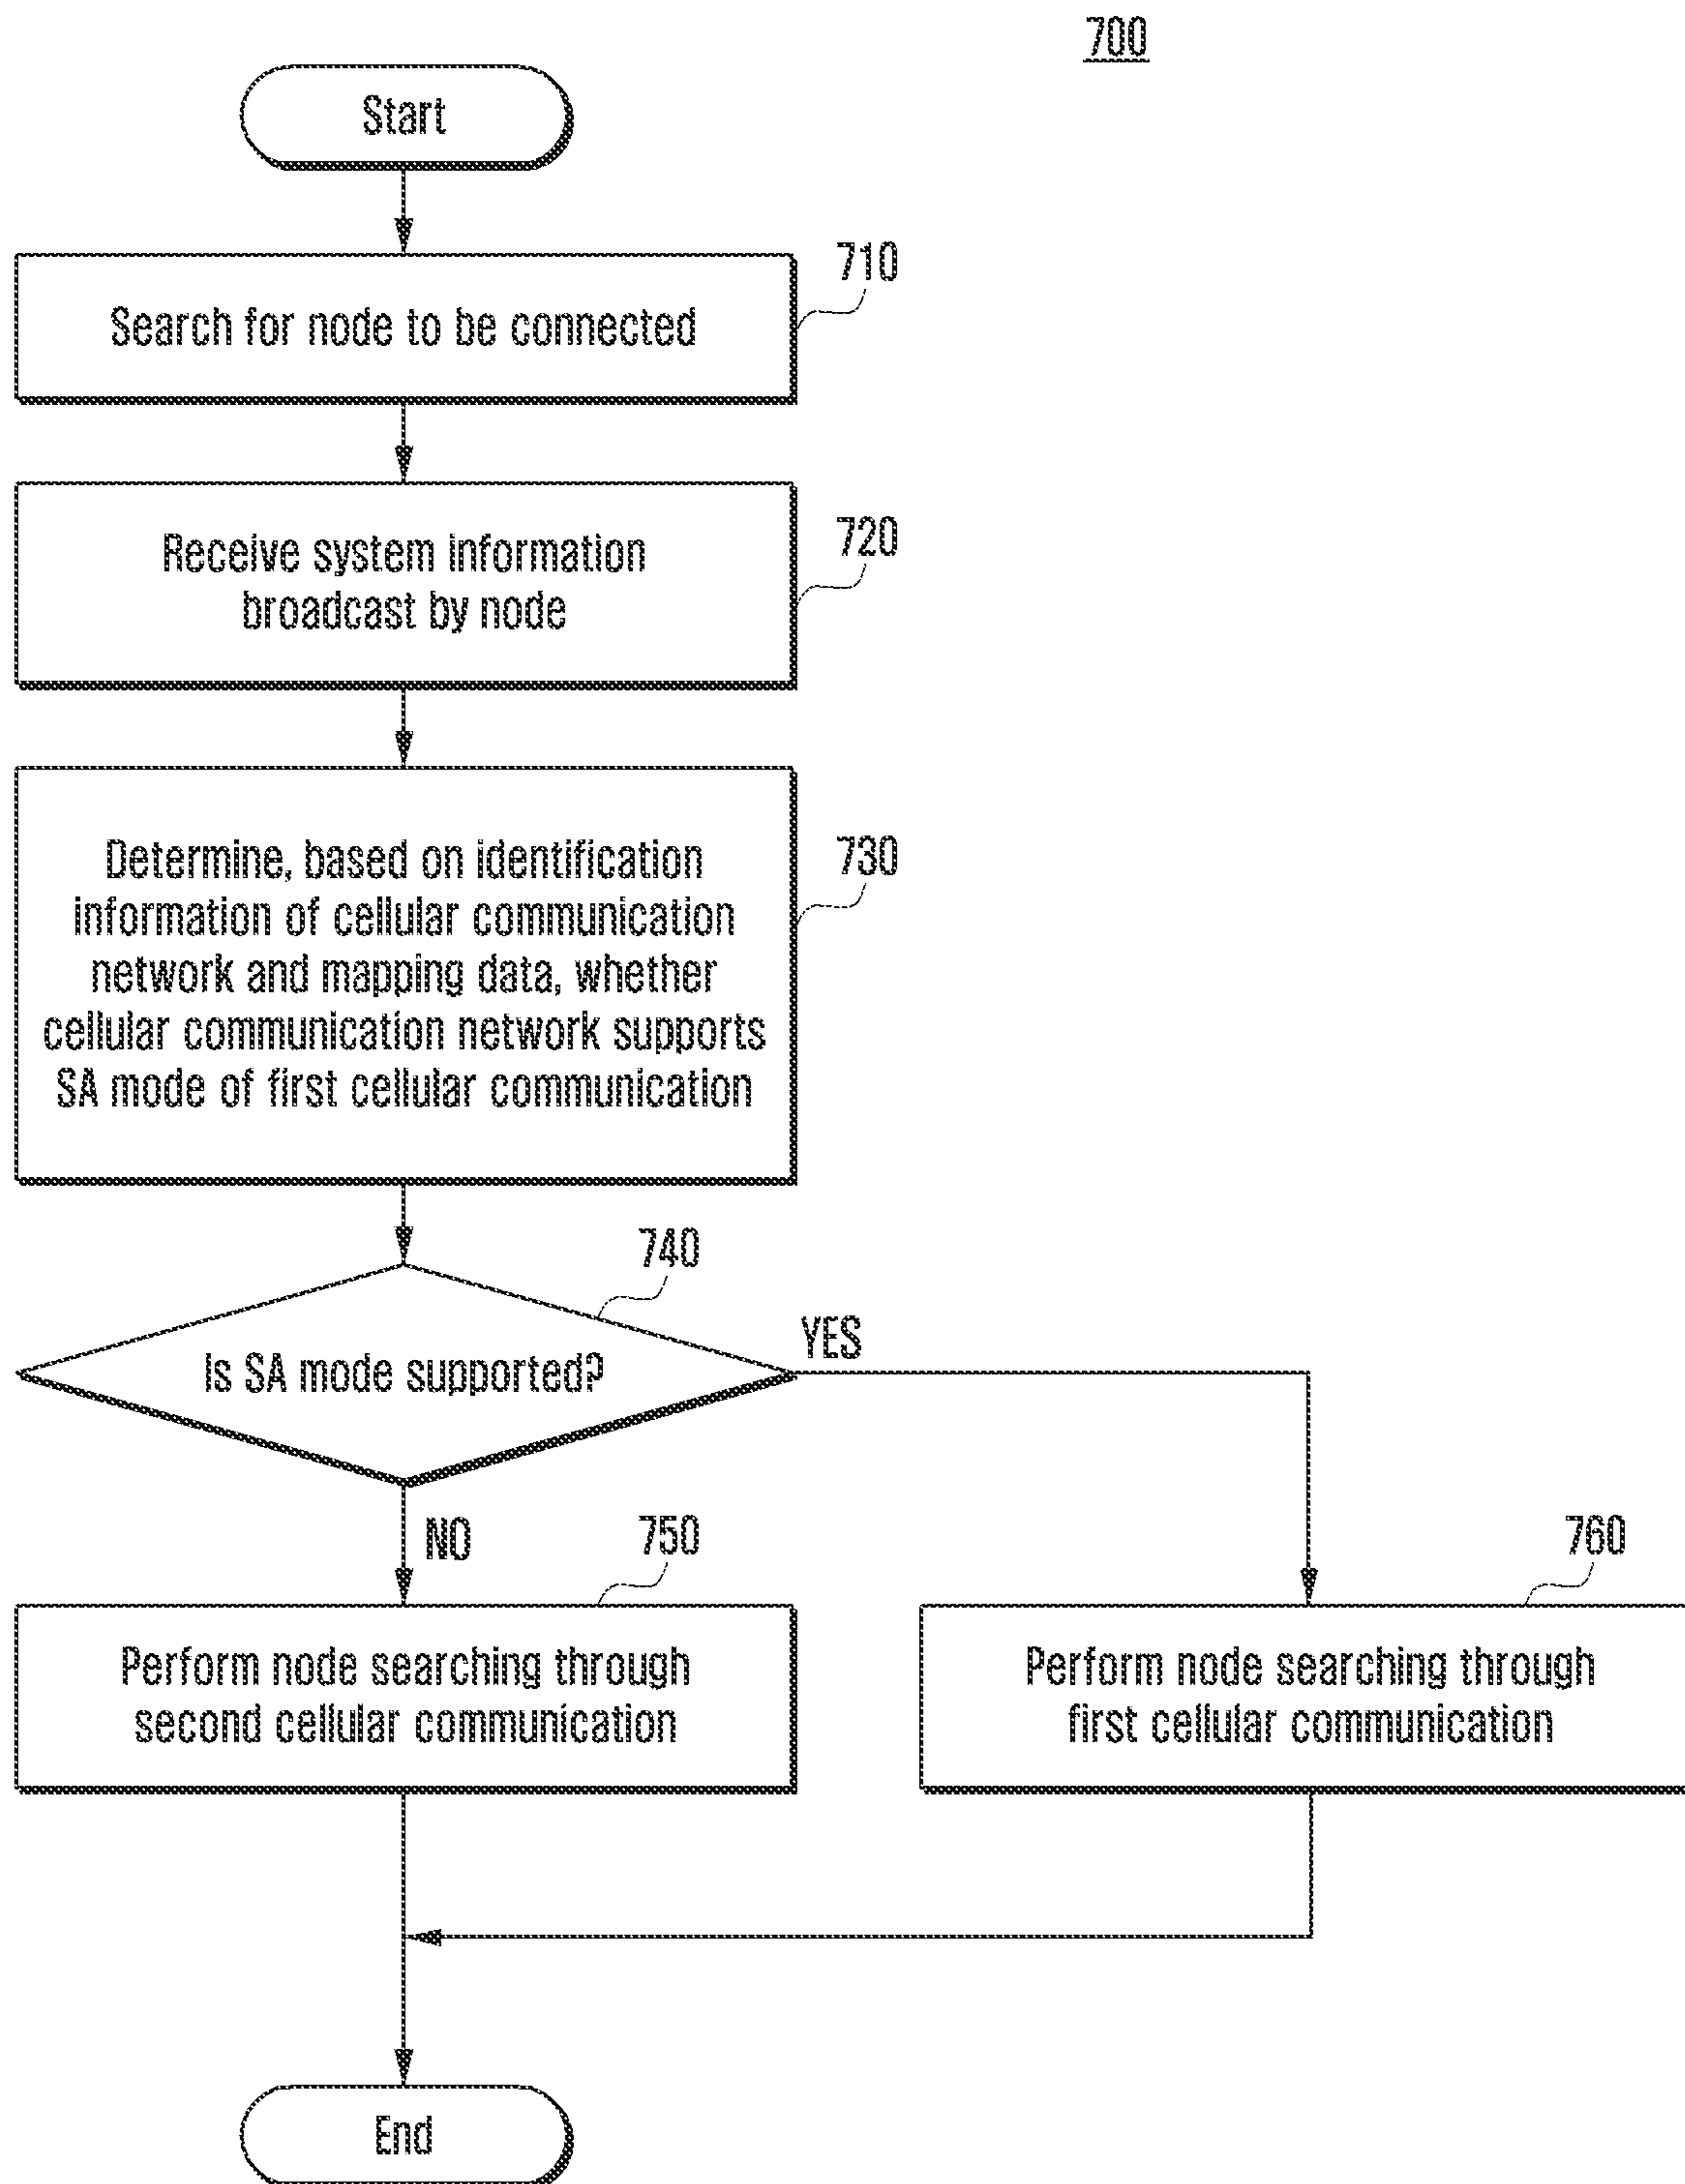 700
Start
710
Search for node to be connected
720
Receive system information
broadcast by node
730
Determine, based on identification
information of cellular communication
network and mapping data, whether
cellular communication network supports
SA mode of first cellular communication
740
Is SA mode supported?
YES
NO
750
Perform node searching through
second cellular communication
760
Perform node searching through
first cellular communication
End